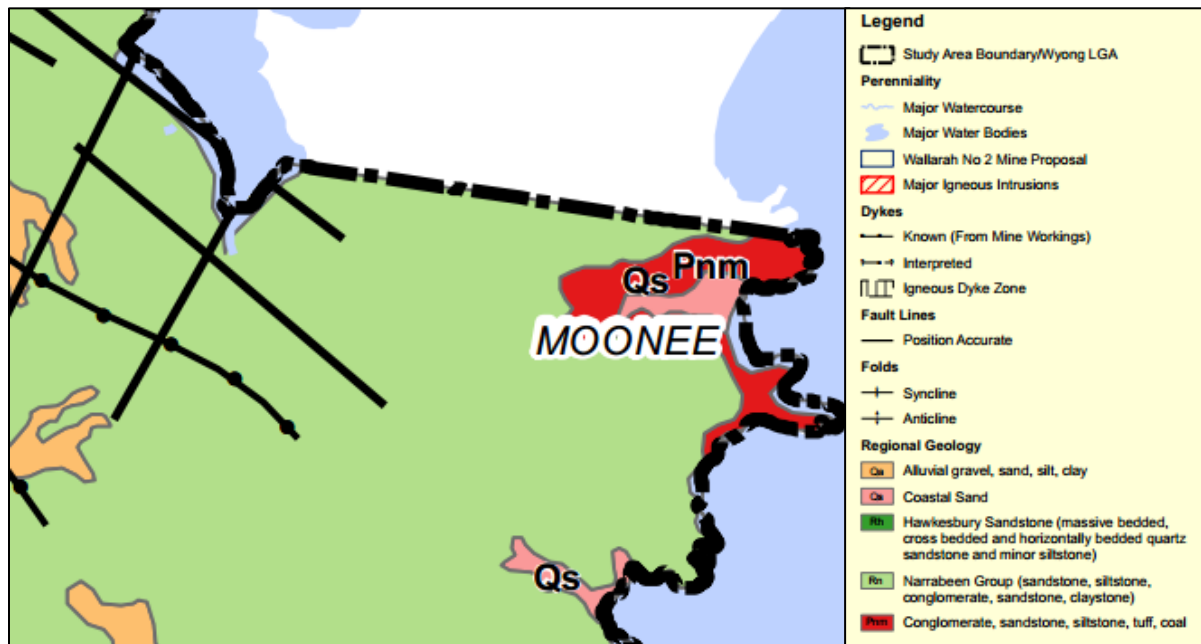 Qs
Pnm
MOONEE
Qs
Legend
Study Area Boundary/Wyong LGA
Perenniality
Major Watercourse
Major Water Bodies
Wallarah No 2 Mine Proposal
Major Igneous Intrusions
Dykes
Known (From Mine Workings)
Interpreted
Igneous Dyke Zone
Fault Lines
Position Accurate
Folds
Syncline
Anticline
Regional Geology
Qa Alluvial gravel, sand, silt, clay
Qs Coastal Sand
Rh Hawkesbury Sandstone (massive bedded,
cross bedded and horizontally bedded quartz
sandstone and minor siltstone)
Rn Narrabeen Group (sandstone, siltstone,
conglomerate, sandstone, claystone)
Pnm Conglomerate, sandstone, siltstone, tuff, coal